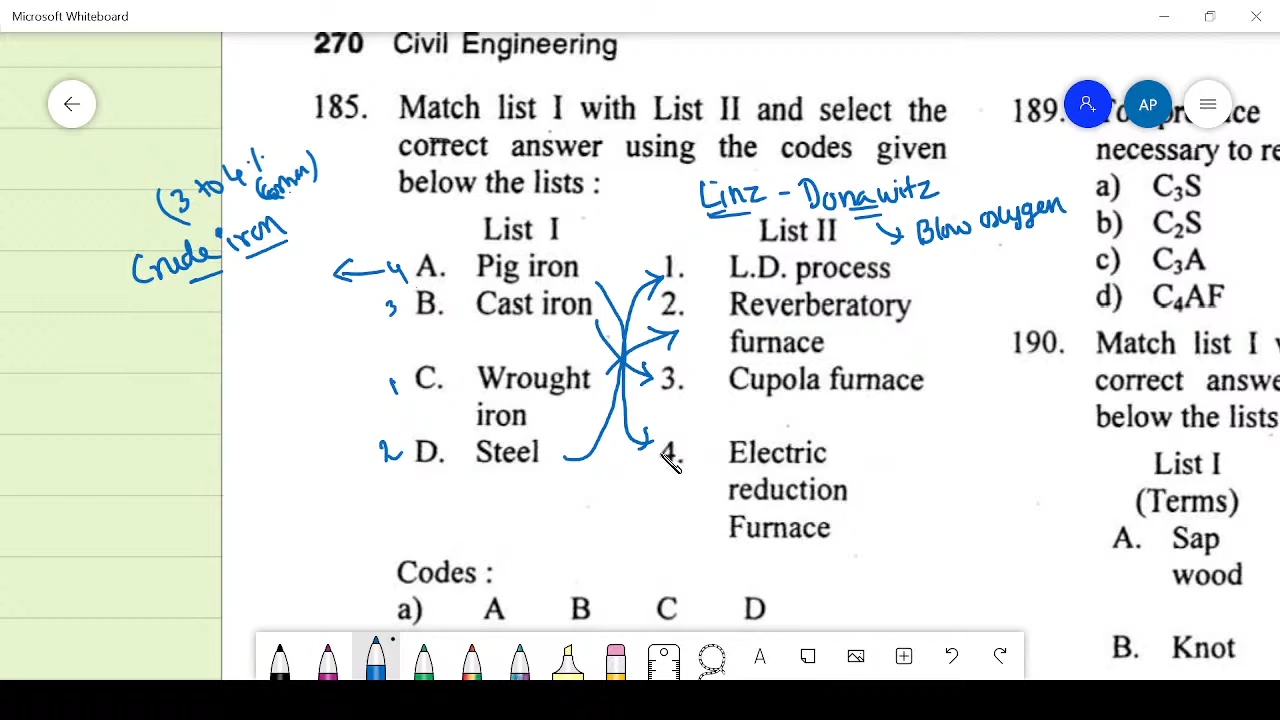 Microsoft Whiteboard
270 Civil Engineering
AP
185. Match list I with List II and select the
correct answer using the codes given
below the lists :
(3 to 4%
Crude iron
Linz - Donawitz
Blow oxygen
List I List II
4 A. Pig iron 1. L.D. process
3 B. Cast iron 2. Reverberatory
furnace
1 C. Wrought 3. Cupola furnace
iron
2 D. Steel 4. Electric
reduction
Furnace
Codes :
a) A B C D
189.
necessary to re
a) C3S
b) C2S
c) C3A
d) C4AF
190. Match list I
correct answe
below the lists
List I
(Terms)
A. Sap
wood
B. Knot
A